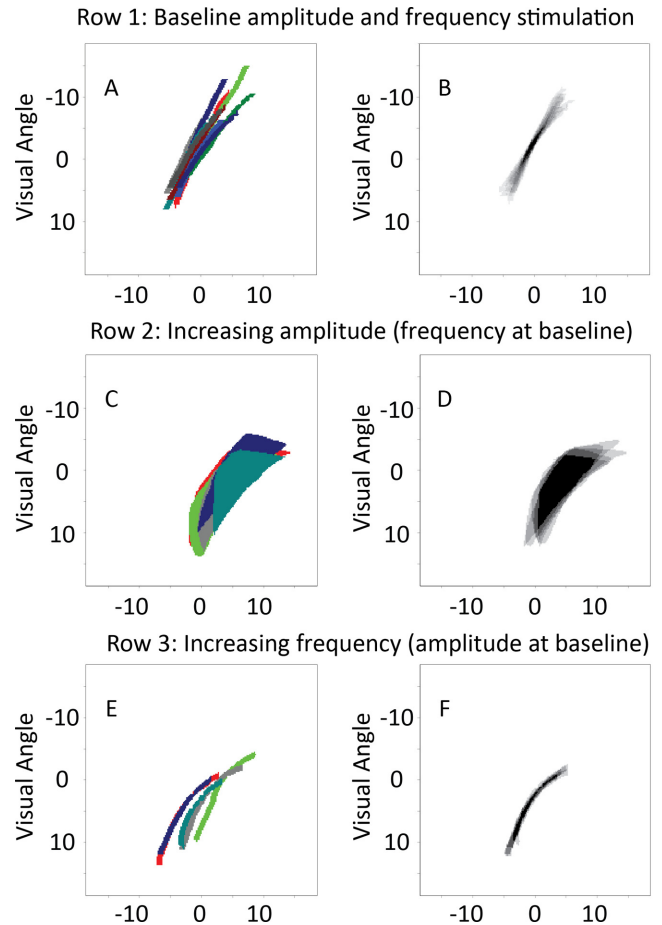 Row 1: Baseline amplitude and frequency stimulation
A
B
Visual Angle
-10
0
10
Visual Angle
-10
0
10
-10 0 10
-10 0 10
Row 2: Increasing amplitude (frequency at baseline)
C
D
Visual Angle
-10
0
10
Visual Angle
-10
0
10
-10 0 10
-10 0 10
Row 3: Increasing frequency (amplitude at baseline)
E
F
Visual Angle
-10
0
10
Visual Angle
-10
0
10
-10 0 10
-10 0 10